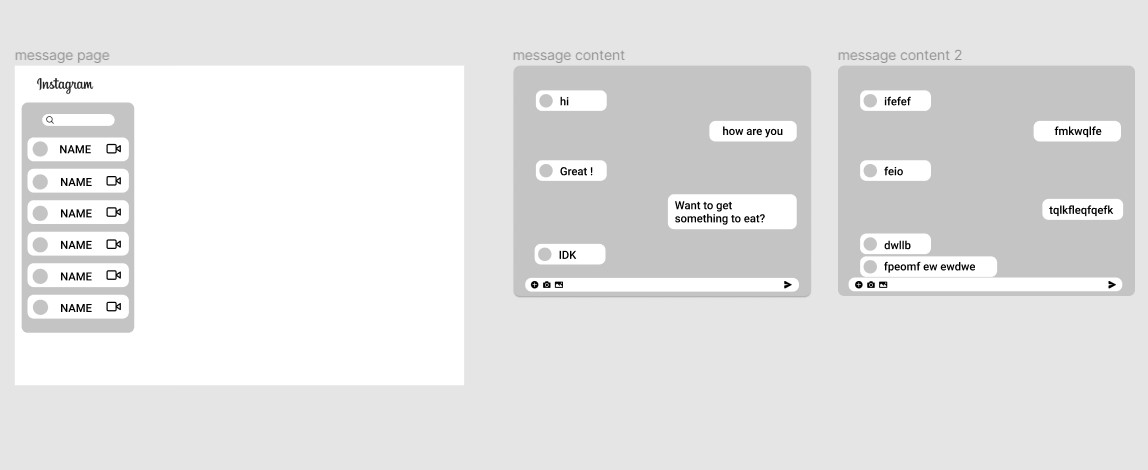 message page
Instagram
NAME
NAME
NAME
NAME
NAME
NAME
message content
hi
how are you
Great !
Want to get
something to eat?
IDK
message content 2
ifefef
fmkwqlfe
feio
tqlkfleqfqefk
dwllb
fpeomf ew ewdwe